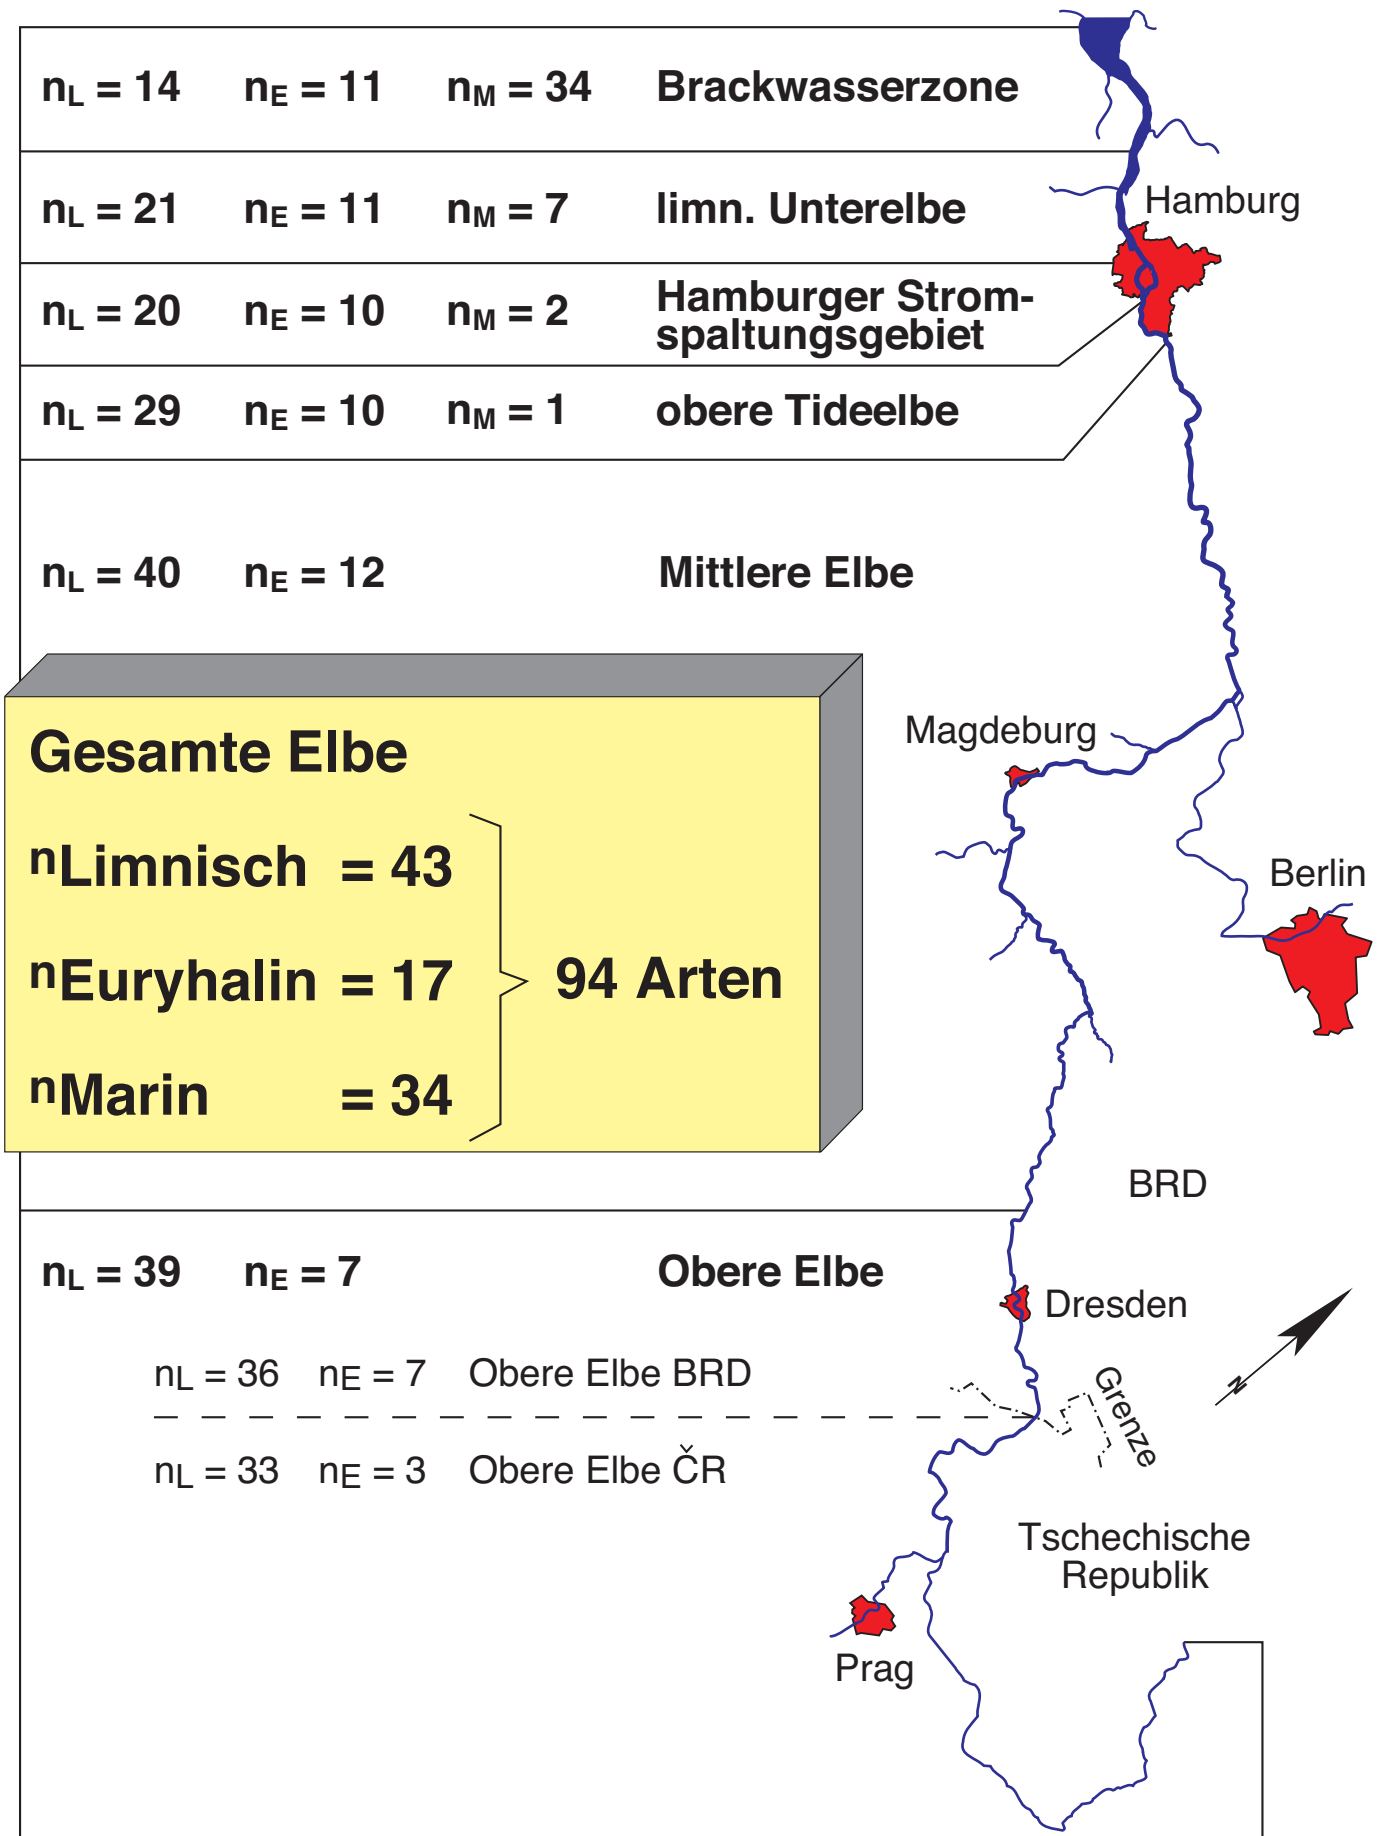 nL = 14 nE = 11 nM = 34 Brackwasserzone
nL = 21 nE = 11 nM = 7 limn. Unterelbe
Hamburg
nL = 20 nE = 10 nM = 2 Hamburger Strom-
spaltungsgebiet
nL = 29 nE = 10 nM = 1 obere Tideelbe
nL = 40 nE = 12 Mittlere Elbe
Gesamte Elbe
nLimnisch = 43
nEuryhalin = 17
nMarin = 34
94 Arten
Magdeburg
Berlin
BRD
nL = 39 nE = 7 Obere Elbe
Dresden
nL = 36 nE = 7 Obere Elbe BRD
Grenze
N
nL = 33 nE = 3 Obere Elbe ČR
Tschechische
Republik
Prag